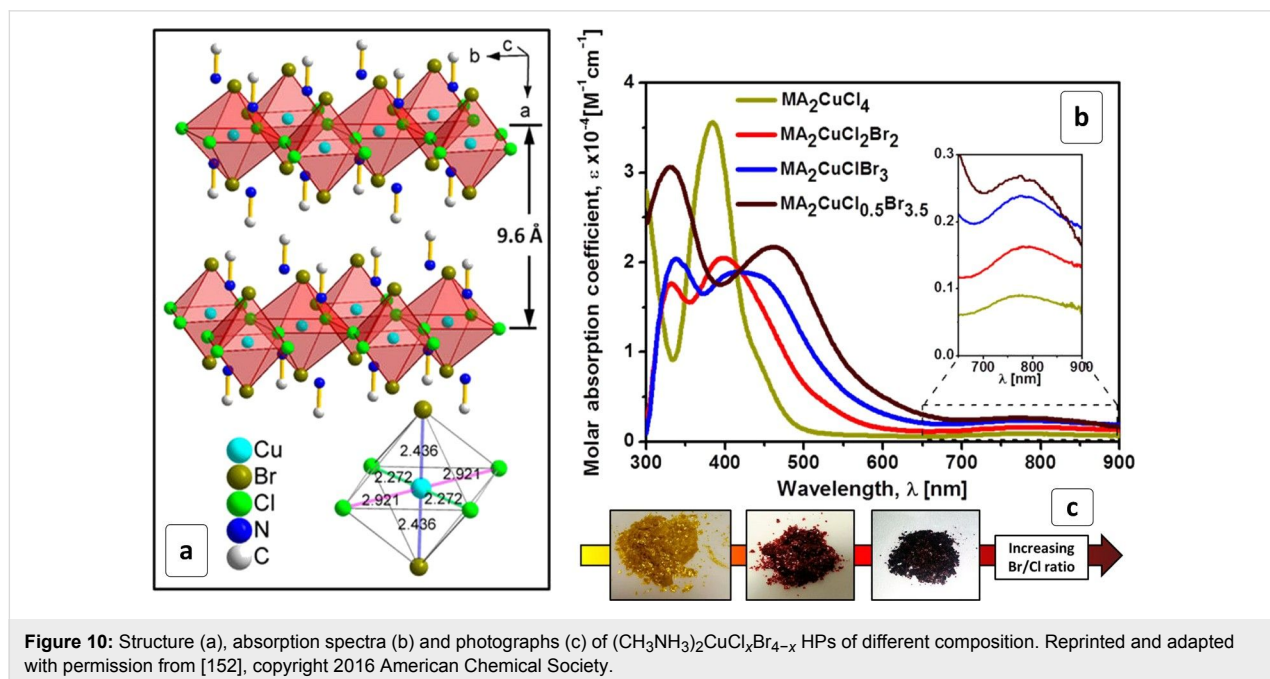 b
c
a
9.6 Å
Cu
Br
Cl
N
C
2.436
2.272
2.921
2.921
2.272
2.436
a
Molar absorption coefficient, ε x10⁻⁴[M⁻¹cm⁻¹]
4
3
2
1
0
MA₂CuCl₄
MA₂CuCl₂Br₂
MA₂CuClBr₃
MA₂CuCl₀.₅Br₃.₅
b
0.3
0.2
0.1
0.0
700 800 900
λ [nm]
300 400 500 600 700 800 900
Wavelength, λ [nm]
c
Increasing
Br/Cl ratio
Figure 10: Structure (a), absorption spectra (b) and photographs (c) of (CH₃NH₃)₂CuClₓBr₄₋ₓ HPs of different composition. Reprinted and adapted
with permission from [152], copyright 2016 American Chemical Society.